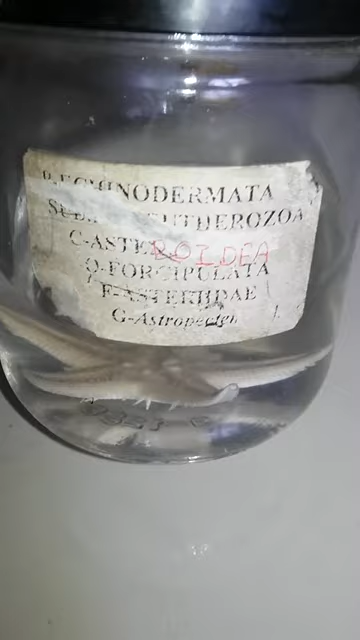 P-ECHINODERMATA
C-ASTEROIDEA
O-FORCIPULATA
F-ASTERIIDAE
G-Astropecten